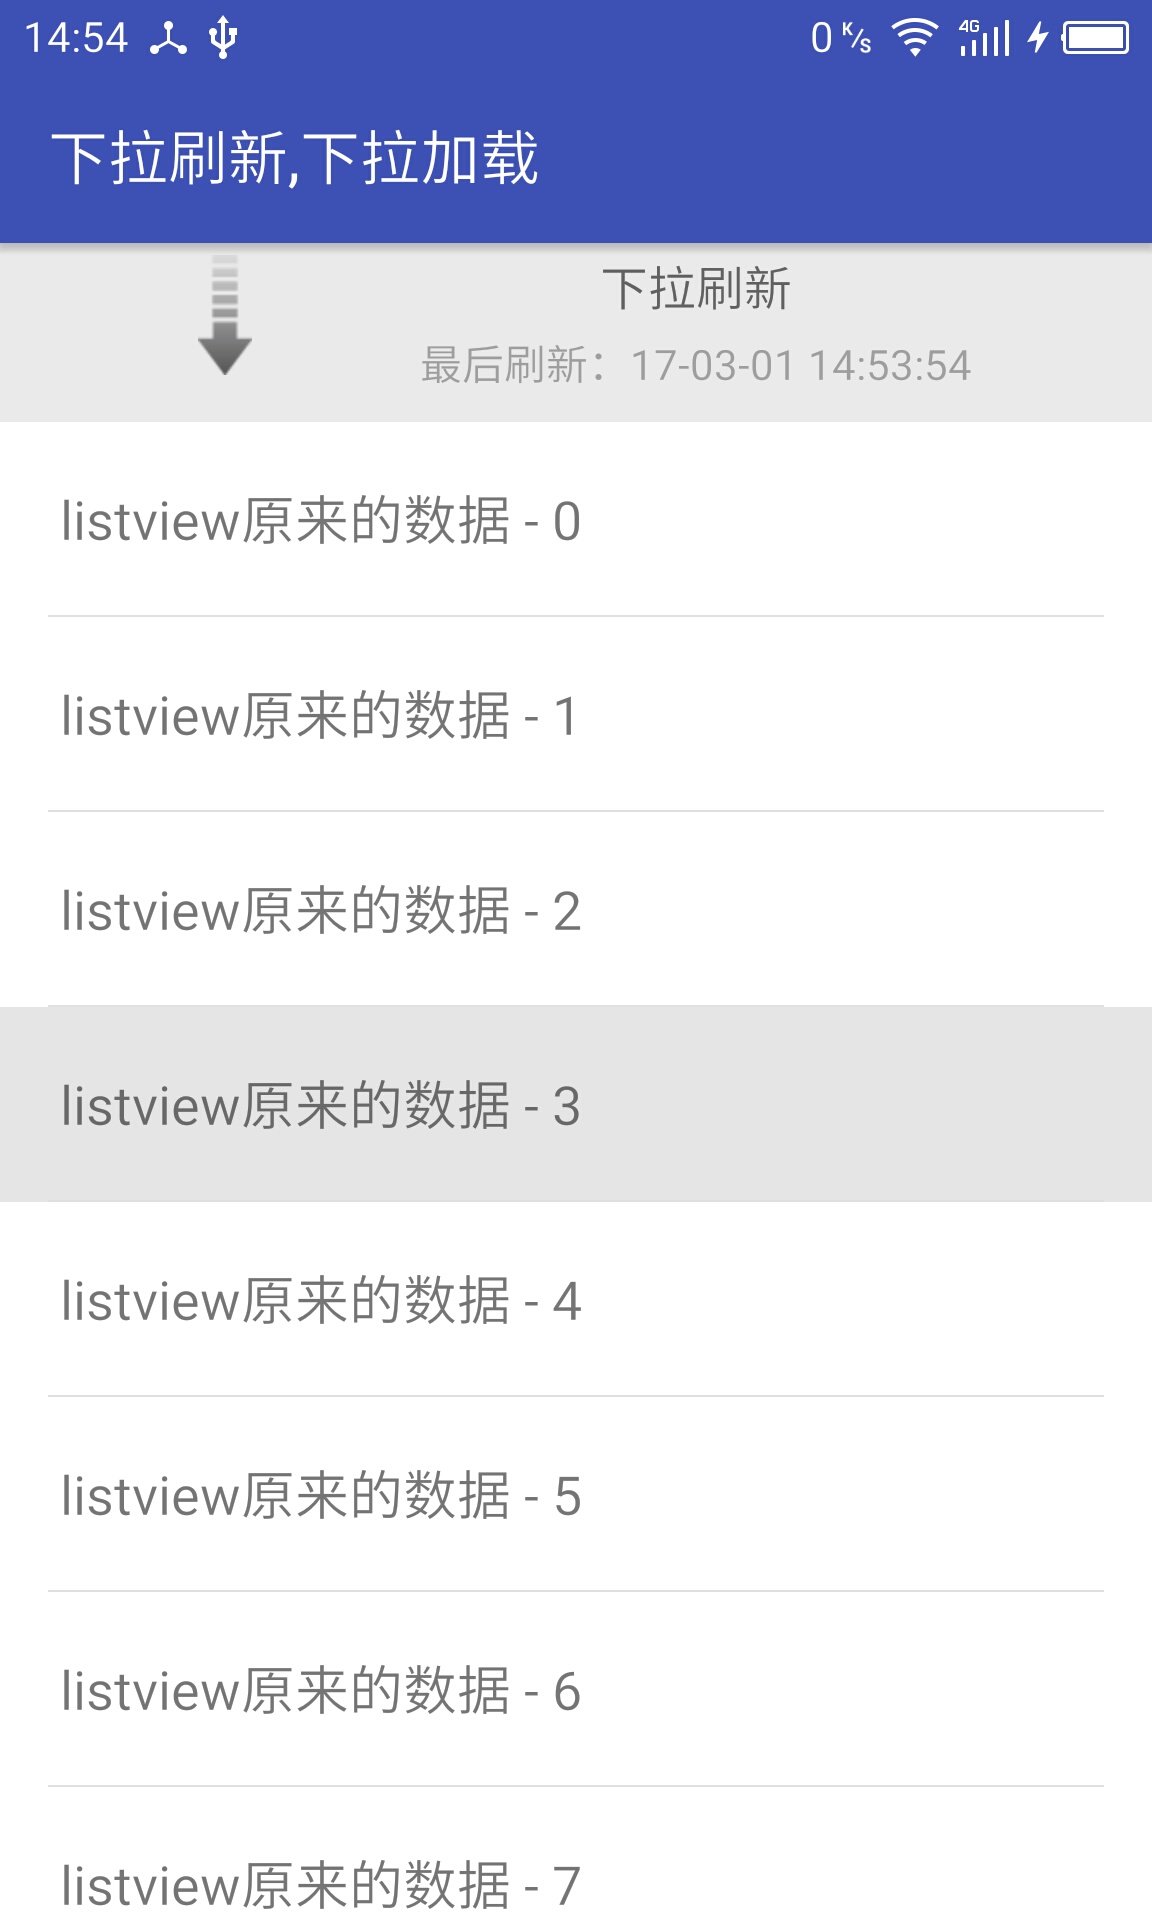 14:54 0 K/s 4G
下拉刷新,下拉加载
下拉刷新
最后刷新：17-03-01 14:53:54
listview原来的数据 - 0
listview原来的数据 - 1
listview原来的数据 - 2
listview原来的数据 - 3
listview原来的数据 - 4
listview原来的数据 - 5
listview原来的数据 - 6
listview原来的数据 - 7